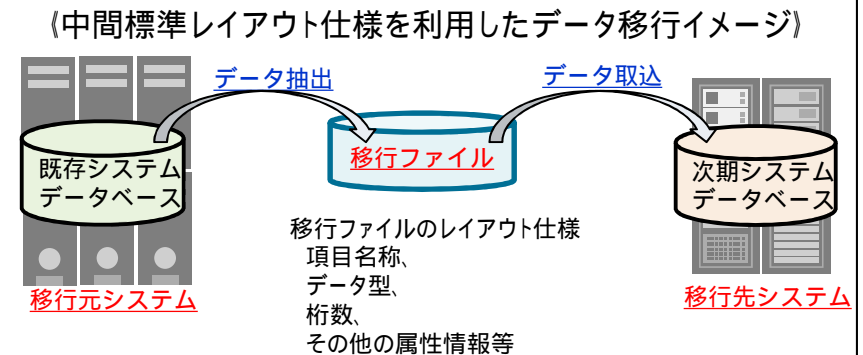 《中間標準レイアウト仕様を利用したデータ移行イメージ》
データ抽出
データ取込
既存システム
データベース
移行ファイル
次期システム
データベース
移行元システム
移行ファイルのレイアウト仕様
項目名称、
データ型、
桁数、
その他の属性情報等
移行先システム